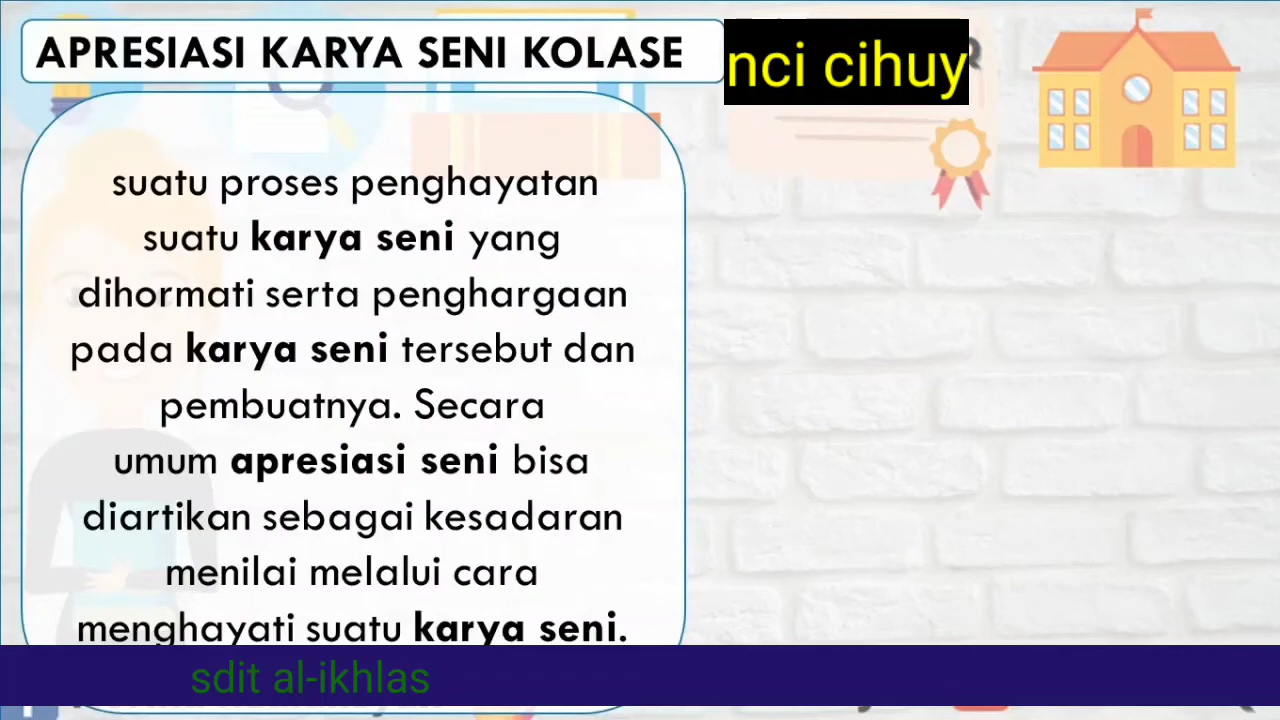 APRESIASI KARYA SENI KOLASE
nci cihuy
suatu proses penghayatan
suatu karya seni yang
dihormati serta penghargaan
pada karya seni tersebut dan
pembuatnya. Secara
umum apresiasi seni bisa
diartikan sebagai kesadaran
menilai melalui cara
menghayati suatu karya seni.
sdit al-ikhlas